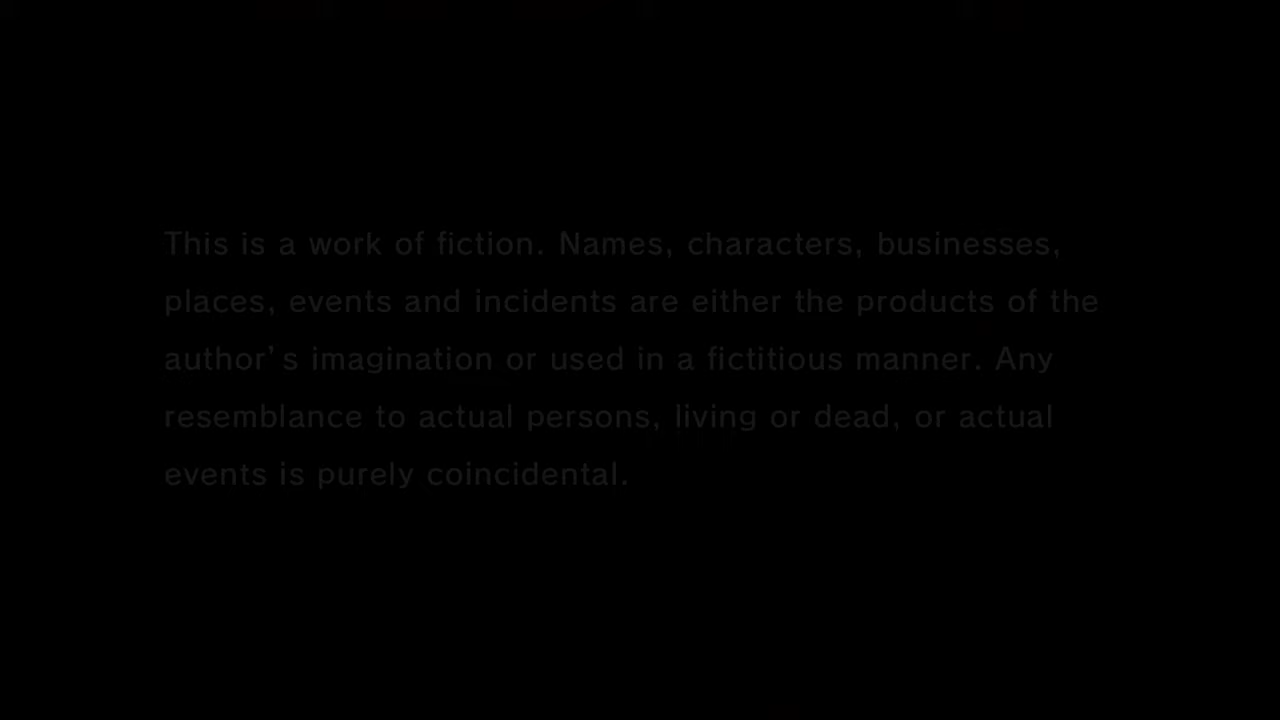 This is a work of fiction. Names, characters, businesses,
places, events and incidents are either the products of the
author’s imagination or used in a fictitious manner. Any
resemblance to actual persons, living or dead, or actual
events is purely coincidental.